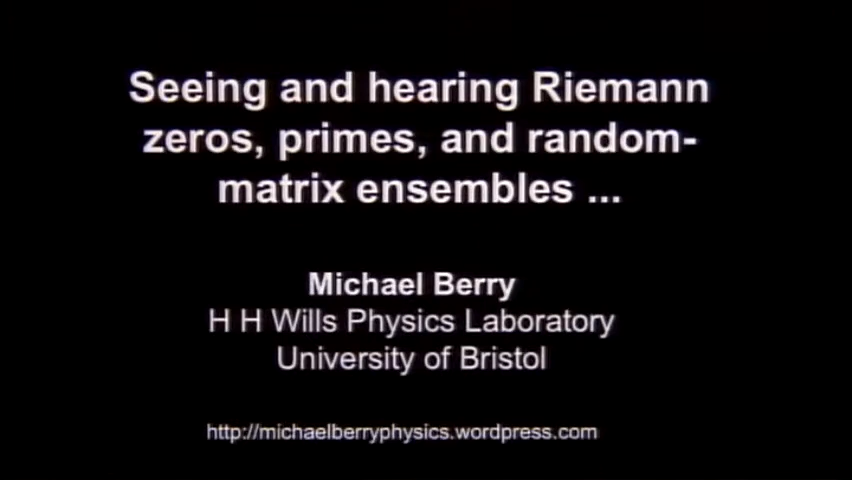 Seeing and hearing Riemann
zeros, primes, and random-
matrix ensembles ...
Michael Berry
H H Wills Physics Laboratory
University of Bristol
http://michaelberryphysics.wordpress.com